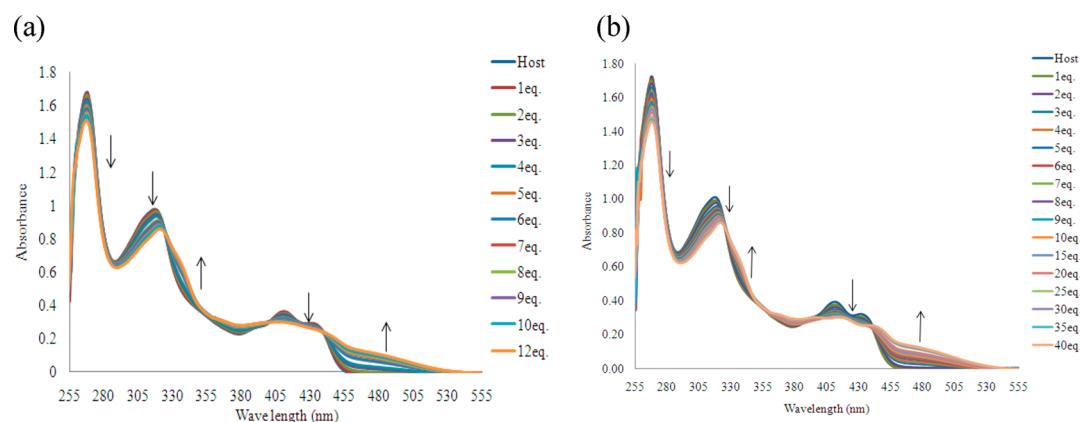 (a)
1.8
1.6
1.4
1.2
1
0.8
0.6
0.4
0.2
0
Absorbance
255 280 305 330 355 380 405 430 455 480 505 530 555
Wave length (nm)
Host
1eq.
2eq.
3eq.
4eq.
5eq.
6eq.
7eq.
8eq.
9eq.
10eq.
12eq.
(b)
1.80
1.60
1.40
1.20
1.00
0.80
0.60
0.40
0.20
0.00
Absorbance
255 280 305 330 355 380 405 430 455 480 505 530 555
Wavelength (nm)
Host
1eq.
2eq.
3eq.
4eq.
5eq.
6eq.
7eq.
8eq.
9eq.
10eq
15eq.
20eq
25eq
30eq
35eq
40eq